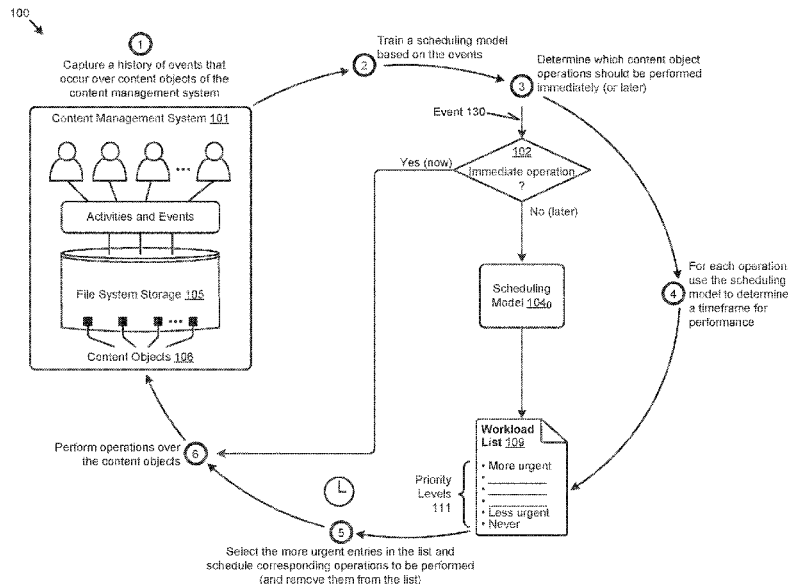 100
1
Capture a history of events that
occur over content objects of the
content management system
2
Train a scheduling model
based on the events
3
Determine which content object
operations should be performed
immediately (or later)
Content Management System 101
Activities and Events
File System Storage 105
Content Objects 106
Event 130
102
Immediate operation
?
Yes (now)
No (later)
Scheduling
Model 104₀
4
For each operation
use the scheduling
model to determine
a timeframe for
performance
Workload
List 109
• More urgent
• Less urgent
• Never
Priority
Levels
111
6
Perform operations over
the content objects
5
Select the more urgent entries in the list and
schedule corresponding operations to be performed
(and remove them from the list)